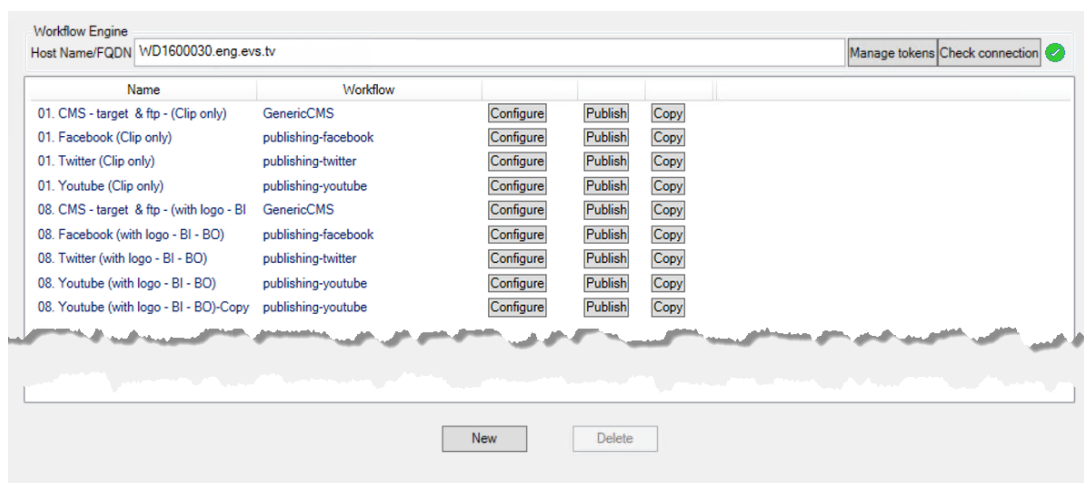 Workflow Engine
Host Name/FQDN WD1600030.eng.evs.tv Manage tokens Check connection
Name Workflow
01. CMS - target & ftp - (Clip only) GenericCMS Configure Publish Copy
01. Facebook (Clip only) publishing-facebook Configure Publish Copy
01. Twitter (Clip only) publishing-twitter Configure Publish Copy
01. Youtube (Clip only) publishing-youtube Configure Publish Copy
08. CMS - target & ftp - (with logo - BI GenericCMS Configure Publish Copy
08. Facebook (with logo - BI - BO) publishing-facebook Configure Publish Copy
08. Twitter (with logo - BI - BO) publishing-twitter Configure Publish Copy
08. Youtube (with logo - BI - BO) publishing-youtube Configure Publish Copy
08. Youtube (with logo - BI - BO)-Copy publishing-youtube Configure Publish Copy
New Delete